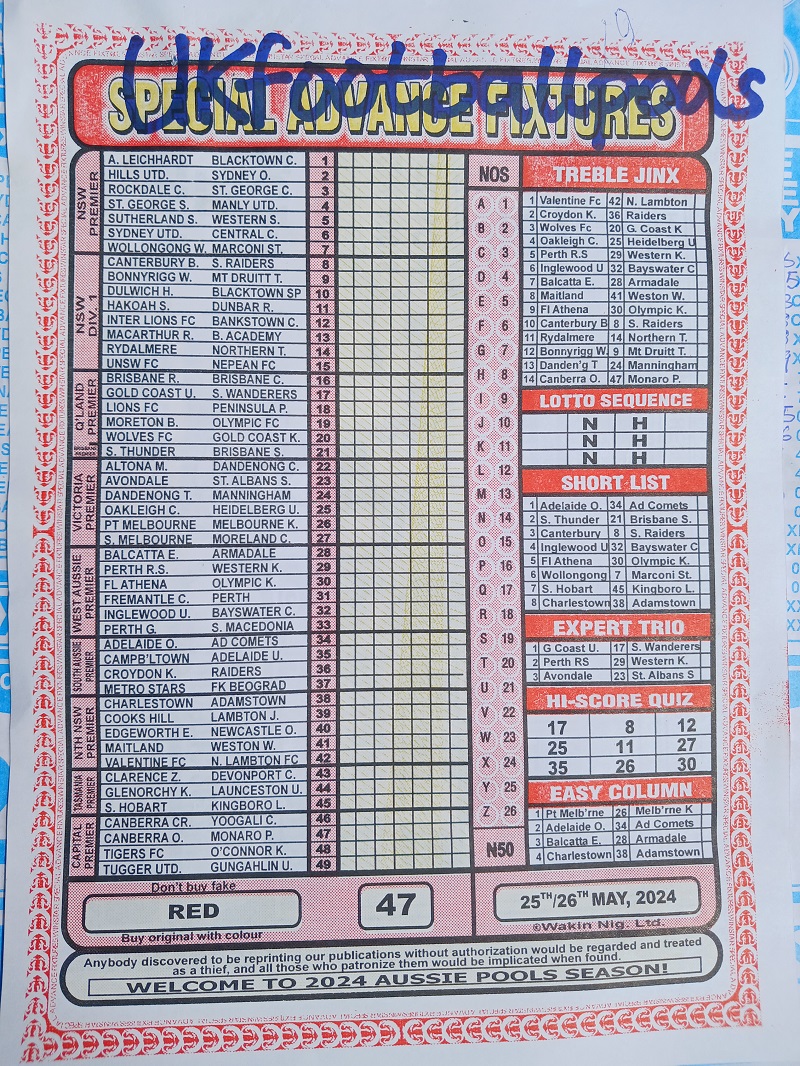 UKfootballpools
SPECIAL ADVANCE FIXTURES
NSW PREMIER
A. LEICHHARDT BLACKTOWN C. 1
HILLS UTD. SYDNEY O. 2
ROCKDALE C. ST. GEORGE C. 3
ST. GEORGE S. MANLY UTD. 4
SUTHERLAND S. WESTERN S. 5
SYDNEY UTD. CENTRAL C. 6
WOLLONGONG W. MARCONI ST. 7
NSW DIV. 1
CANTERBURY B. S. RAIDERS 8
BONNYRIGG W. MT DRUITT T. 9
DULWICH H. BLACKTOWN SP 10
HAKOAH S. DUNBAR R. 11
INTER LIONS FC BANKSTOWN C. 12
MACARTHUR R. B. ACADEMY 13
RYDALMERE NORTHERN T. 14
UNSW FC NEPEAN FC 15
Q'LAND PREMIER
BRISBANE R. BRISBANE C. 16
GOLD COAST U. S. WANDERERS 17
LIONS FC PENINSULA P. 18
MORETON B. OLYMPIC FC 19
WOLVES FC GOLD COAST K. 20
S. THUNDER BRISBANE S. 21
VICTORIA PREMIER
ALTONA M. DANDENONG C. 22
AVONDALE ST. ALBANS S. 23
DANDENONG T. MANNINGHAM 24
OAKLEIGH C. HEIDELBERG U. 25
PT MELBOURNE MELBOURNE K. 26
S. MELBOURNE MORELAND C. 27
WEST AUSSIE PREMIER
BALCATTA E. ARMADALE 28
PERTH R.S. WESTERN K. 29
FL ATHENA OLYMPIC K. 30
FREMANTLE C. PERTH 31
INGLEWOOD U. BAYSWATER C. 32
PERTH G. S. MACEDONIA 33
SOUTH AUSSIE PREMIER
ADELAIDE O. AD COMETS 34
CAMPB'LTOWN ADELAIDE U. 35
CROYDON K. RAIDERS 36
METRO STARS FK BEOGRAD 37
NTH NSW PREMIER
CHARLESTOWN ADAMSTOWN 38
COOKS HILL LAMBTON J. 39
EDGEWORTH E. NEWCASTLE O. 40
MAITLAND WESTON W. 41
VALENTINE FC N. LAMBTON FC 42
TASMANIA PREMIER
CLARENCE Z. DEVONPORT C. 43
GLENORCHY K. LAUNCESTON U. 44
S. HOBART KINGBORO L. 45
CAPITAL PREMIER
CANBERRA CR. YOOGALI C. 46
CANBERRA O. MONARO P. 47
TIGERS FC O'CONNOR K. 48
TUGGER UTD. GUNGAHLIN U. 49
NOS
A 1
B 2
C 3
D 4
E 5
F 6
G 7
H 8
I 9
J 10
K 11
L 12
M 13
N 14
O 15
P 16
Q 17
R 18
S 19
T 20
U 21
V 22
W 23
X 24
Y 25
Z 26
₦50
TREBLE JINX
1 Valentine Fc 42 N. Lambton
2 Croydon K. 36 Raiders
3 Wolves Fc 20 G. Coast K
4 Oakleigh C. 25 Heidelberg U
5 Perth R.S 29 Western K.
6 Inglewood U 32 Bayswater C
7 Balcatta E. 28 Armadale
8 Maitland 41 Weston W.
9 Fl Athena 30 Olympic K.
10 Canterbury B 8 S. Raiders
11 Rydalmere 14 Northern T.
12 Bonnyrigg W. 9 Mt Druitt T.
13 Danden'g T 24 Manningham
14 Canberra O. 47 Monaro P.
LOTTO SEQUENCE
N H
N H
N H
SHORT LIST
1 Adelaide O. 34 Ad Comets
2 S. Thunder 21 Brisbane S.
3 Canterbury 8 S. Raiders
4 Inglewood U 32 Bayswater C
5 Fl Athena 30 Olympic K.
6 Wollongong 7 Marconi St.
7 S. Hobart 45 Kingboro L.
8 Charlestown 38 Adamstown
EXPERT TRIO
1 G Coast U. 17 S. Wanderers
2 Perth RS 29 Western K.
3 Avondale 23 St. Albans S
HI-SCORE QUIZ
17 8 12
25 11 27
35 26 30
EASY COLUMN
1 Pt Melb'rne 26 Melb'rne K
2 Adelaide O. 34 Ad Comets
3 Balcatta E. 28 Armadale
4 Charlestown 38 Adamstown
Don't buy fake
RED
Buy original with colour
47
25TH/26TH MAY, 2024
©Wakin Nig. Ltd.
Anybody discovered to be reprinting our publications without authorization would be regarded and treated
as a thief, and all those who patronize them would be implicated when found.
WELCOME TO 2024 AUSSIE POOLS SEASON!